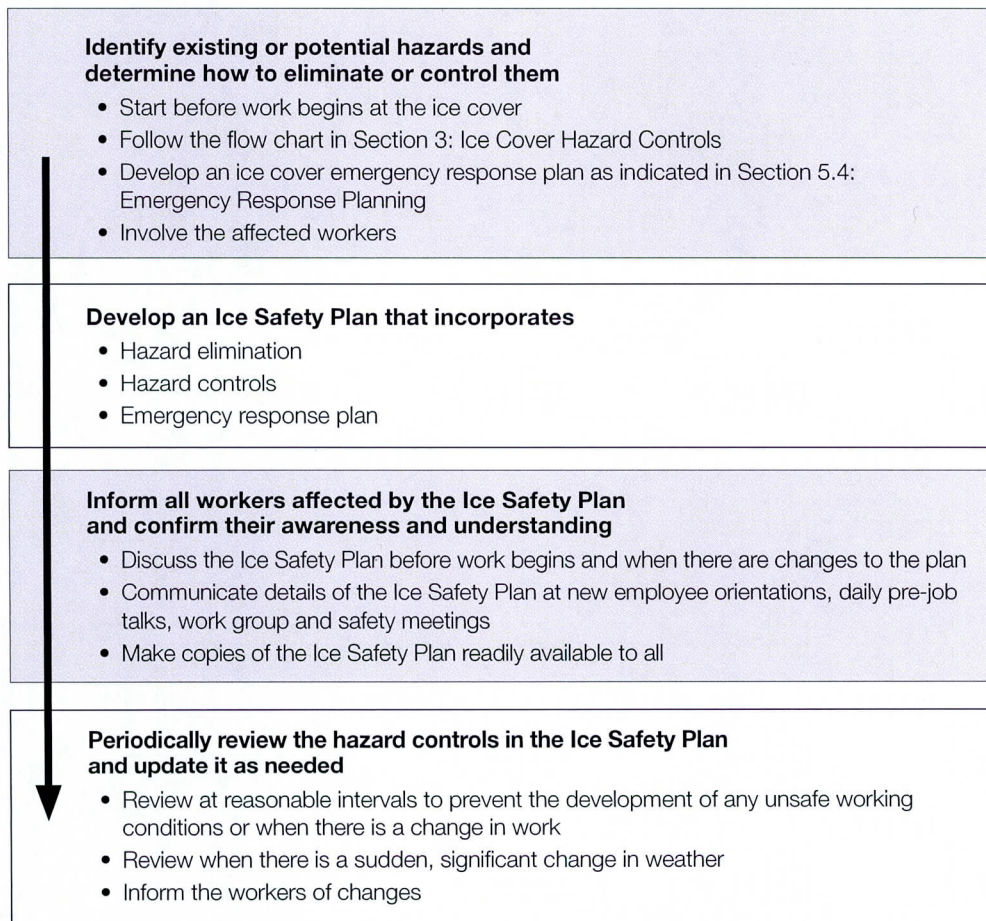 Identify existing or potential hazards and
determine how to eliminate or control them
• Start before work begins at the ice cover
• Follow the flow chart in Section 3: Ice Cover Hazard Controls
• Develop an ice cover emergency response plan as indicated in Section 5.4:
Emergency Response Planning
• Involve the affected workers
Develop an Ice Safety Plan that incorporates
• Hazard elimination
• Hazard controls
• Emergency response plan
Inform all workers affected by the Ice Safety Plan
and confirm their awareness and understanding
• Discuss the Ice Safety Plan before work begins and when there are changes to the plan
• Communicate details of the Ice Safety Plan at new employee orientations, daily pre-job
talks, work group and safety meetings
• Make copies of the Ice Safety Plan readily available to all
Periodically review the hazard controls in the Ice Safety Plan
and update it as needed
• Review at reasonable intervals to prevent the development of any unsafe working
conditions or when there is a change in work
• Review when there is a sudden, significant change in weather
• Inform the workers of changes